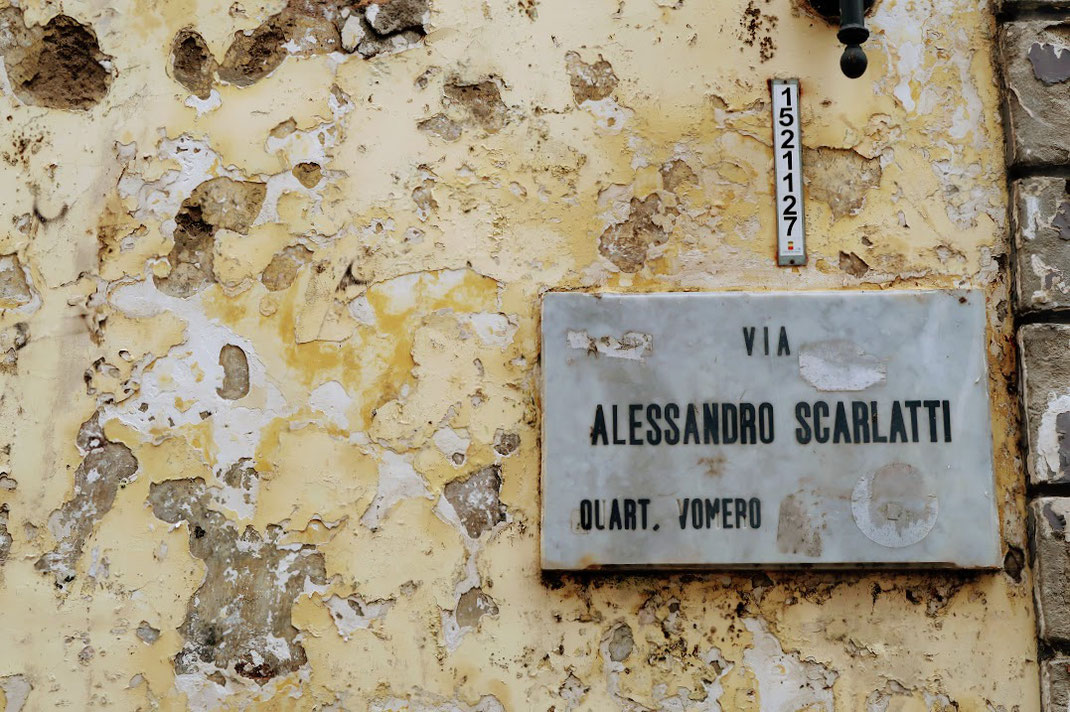 1521127
VIA
ALESSANDRO SCARLATTI
QUART. VOMERO